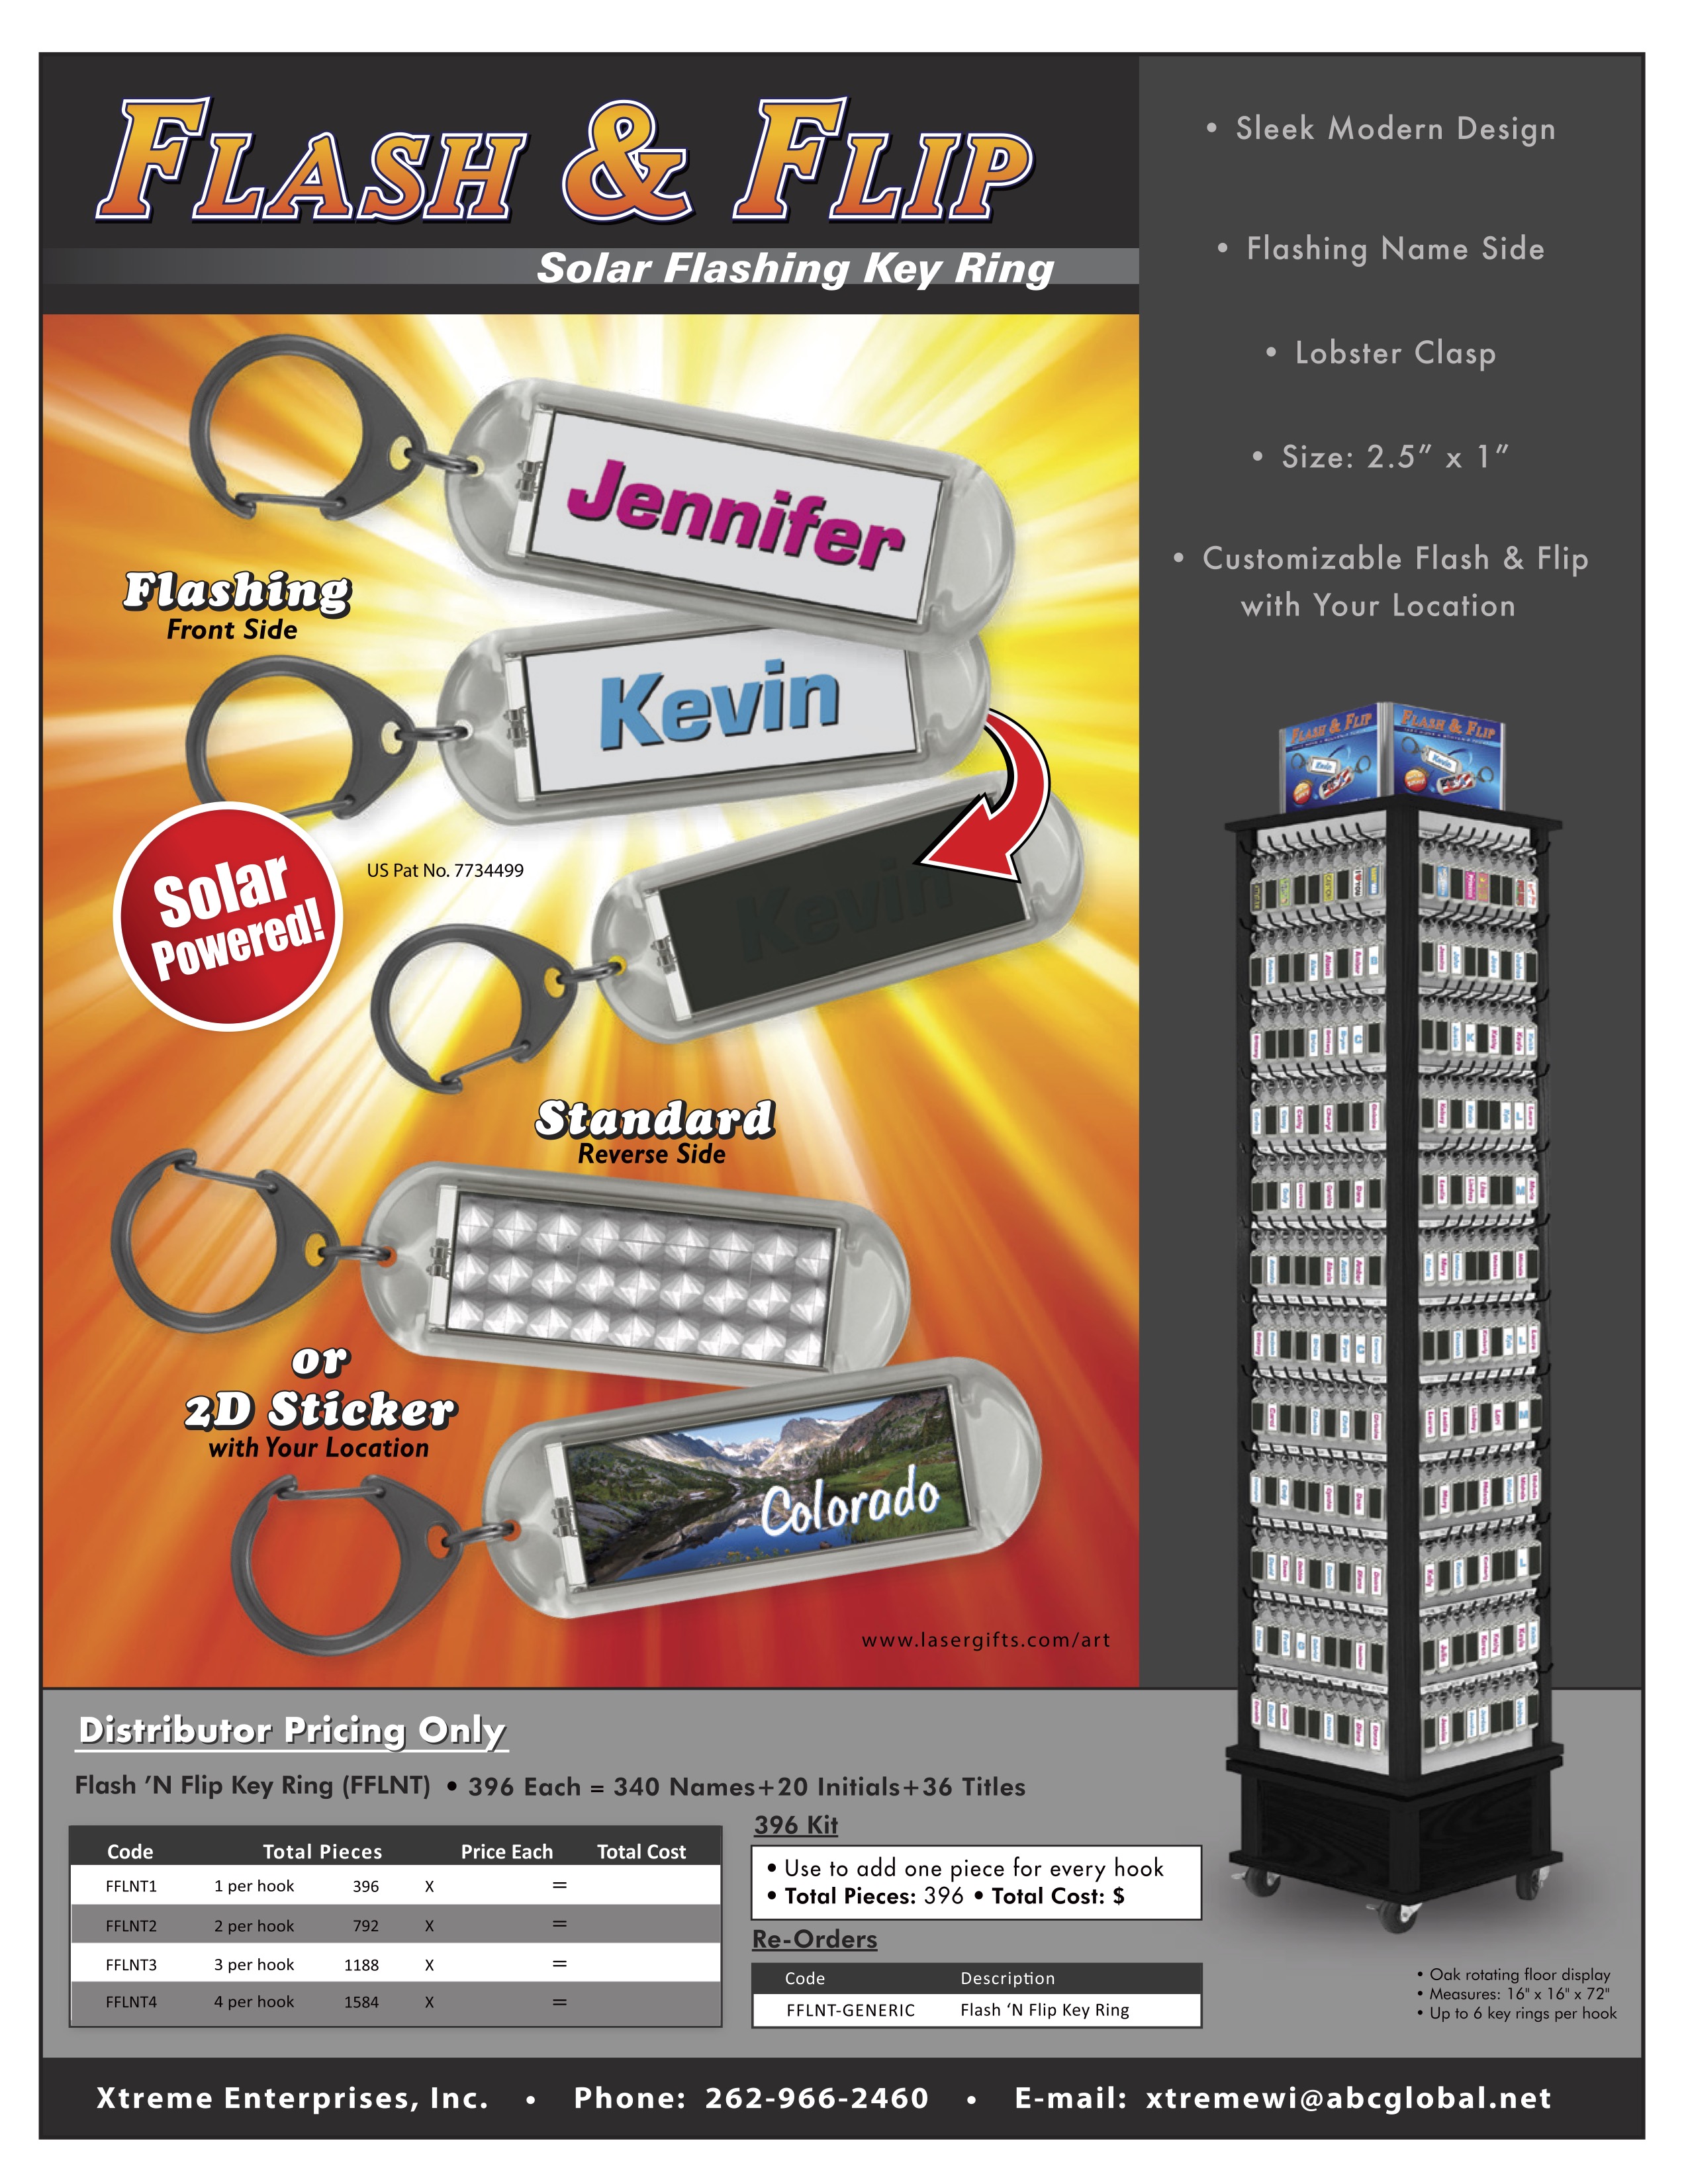 FLASH & FLIP
Solar Flashing Key Ring
• Sleek Modern Design
• Flashing Name Side
• Lobster Clasp
• Size: 2.5” x 1”
• Customizable Flash & Flip
with Your Location
Jennifer
Flashing
Front Side
Kevin
Solar
Powered!
US Pat No. 7734499
Kevin
Standard
Reverse Side
or
2D Sticker
with Your Location
Colorado
www.lasergifts.com/art
FLASH & FLIP
FLASH & FLIP
Kevin
Kevin
Distributor Pricing Only
Flash ’N Flip Key Ring (FFLNT) • 396 Each = 340 Names+20 Initials+36 Titles
Code Total Pieces Price Each Total Cost
FFLNT1 1 per hook 396 X =
FFLNT2 2 per hook 792 X =
FFLNT3 3 per hook 1188 X =
FFLNT4 4 per hook 1584 X =
396 Kit
• Use to add one piece for every hook
• Total Pieces: 396 • Total Cost: $
Re-Orders
Code Description
FFLNT-GENERIC Flash ‘N Flip Key Ring
• Oak rotating floor display
• Measures: 16" x 16" x 72"
• Up to 6 key rings per hook
Xtreme Enterprises, Inc. • Phone: 262-966-2460 • E-mail: xtremewi@abcglobal.net